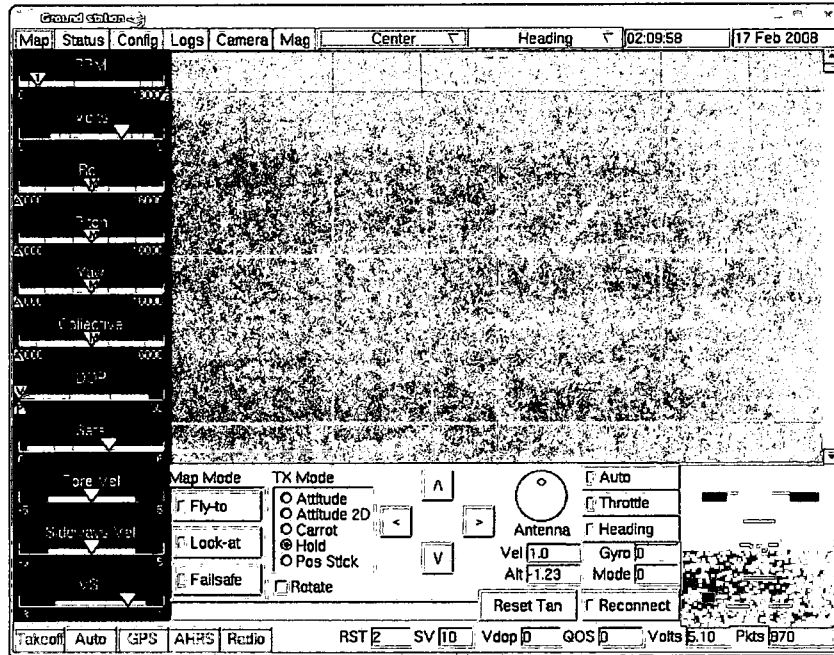 Ground station
Map Status Config Logs Camera Mag Center Heading 02:09:58 17 Feb 2008
RPM
Volts
Pitch
Yaw
Collective
DOP
Sats
Fore Vel
Sideways Vel
VS
Map Mode
Fly-to
Look-at
Failsafe
TX Mode
Attitude
Attitude 2D
Carrot
Hold
Pos Stick
Rotate
Λ
<
>
V
Antenna
Auto
Throttle
Heading
Vel 1.0 Gyro 0
Alt -1.23 Mode 0
Reset Tan Reconnect
Takeoff Auto GPS AHRS Radio RST 2 SV 10 Vdop 0 QOS 0 Volts 5.10 Pkts 970